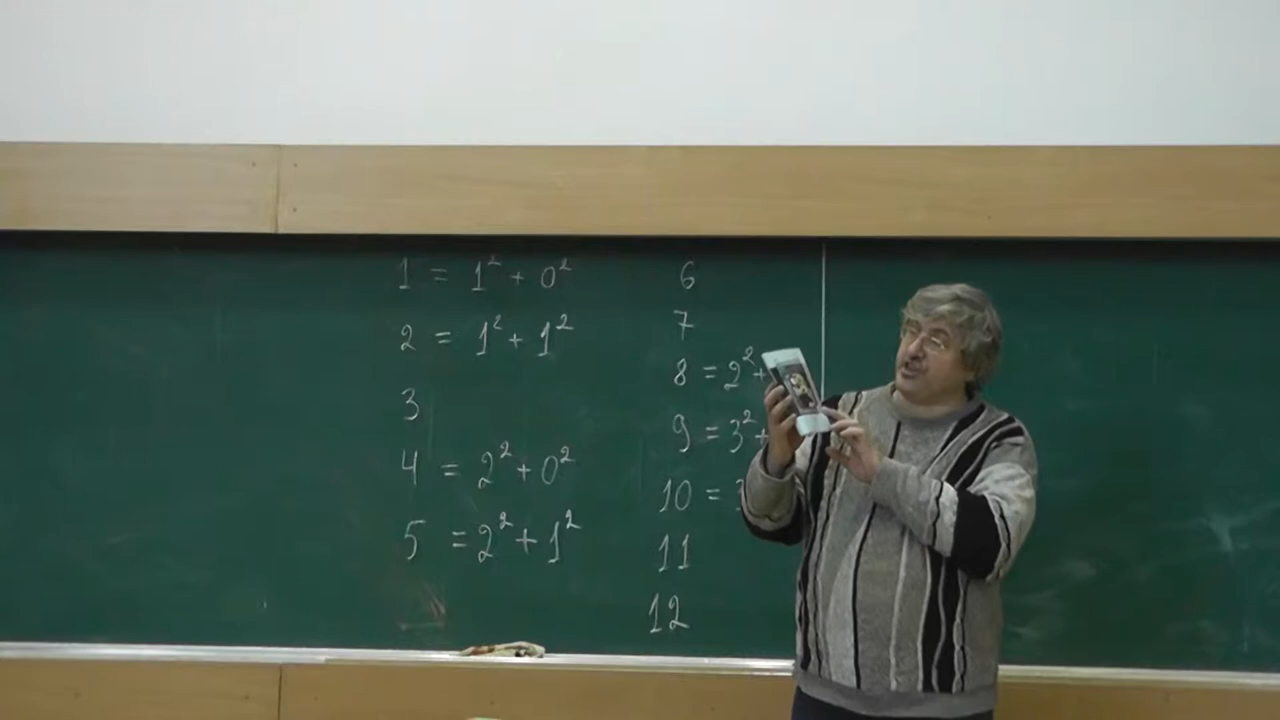 1 = 1² + 0²
2 = 1² + 1²
3
4 = 2² + 0²
5 = 2² + 1²
6
7
8 = 2² +
9 = 3² +
10 =
11
12